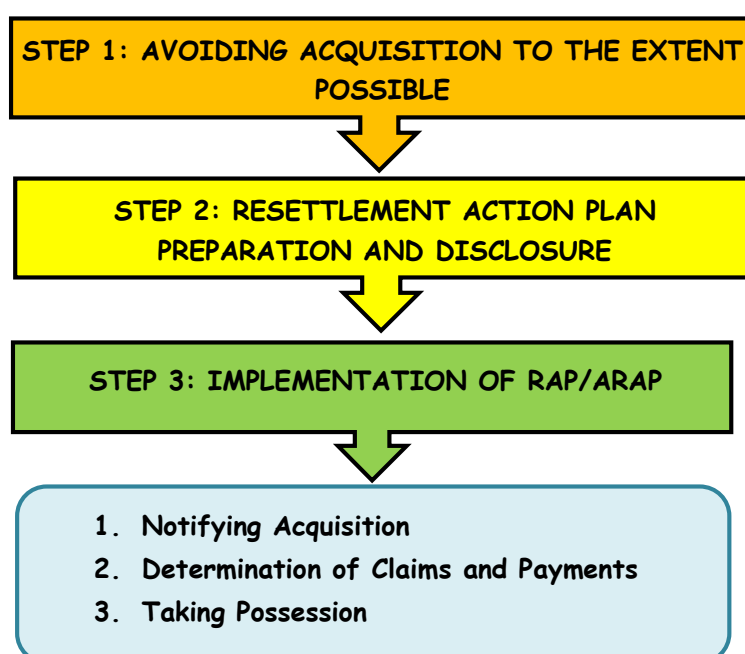 STEP 1: AVOIDING ACQUISITION TO THE EXTENT
POSSIBLE
STEP 2: RESETTLEMENT ACTION PLAN
PREPARATION AND DISCLOSURE
STEP 3: IMPLEMENTATION OF RAP/ARAP
1. Notifying Acquisition
2. Determination of Claims and Payments
3. Taking Possession